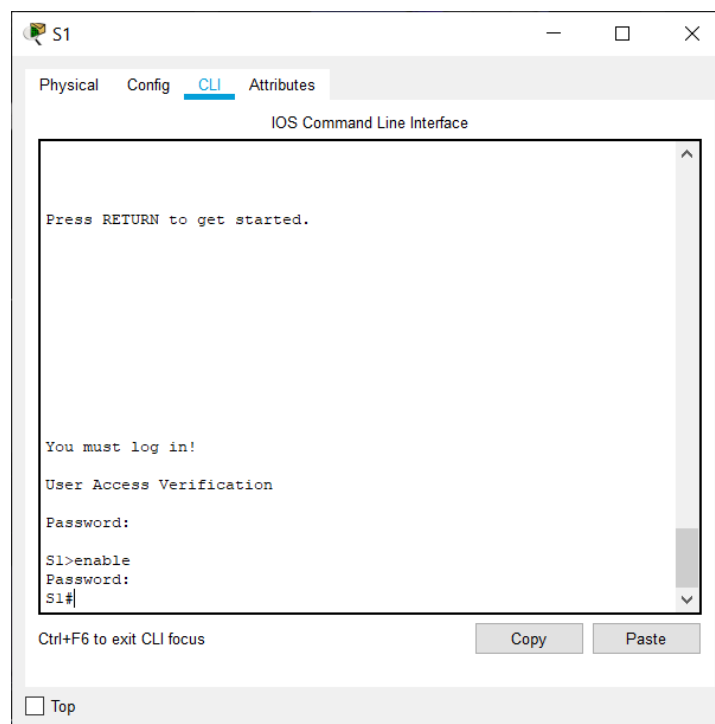 S1
Physical Config CLI Attributes
IOS Command Line Interface
Press RETURN to get started.
You must log in!
User Access Verification
Password:
S1>enable
Password:
S1#
Ctrl+F6 to exit CLI focus
Copy Paste
Top